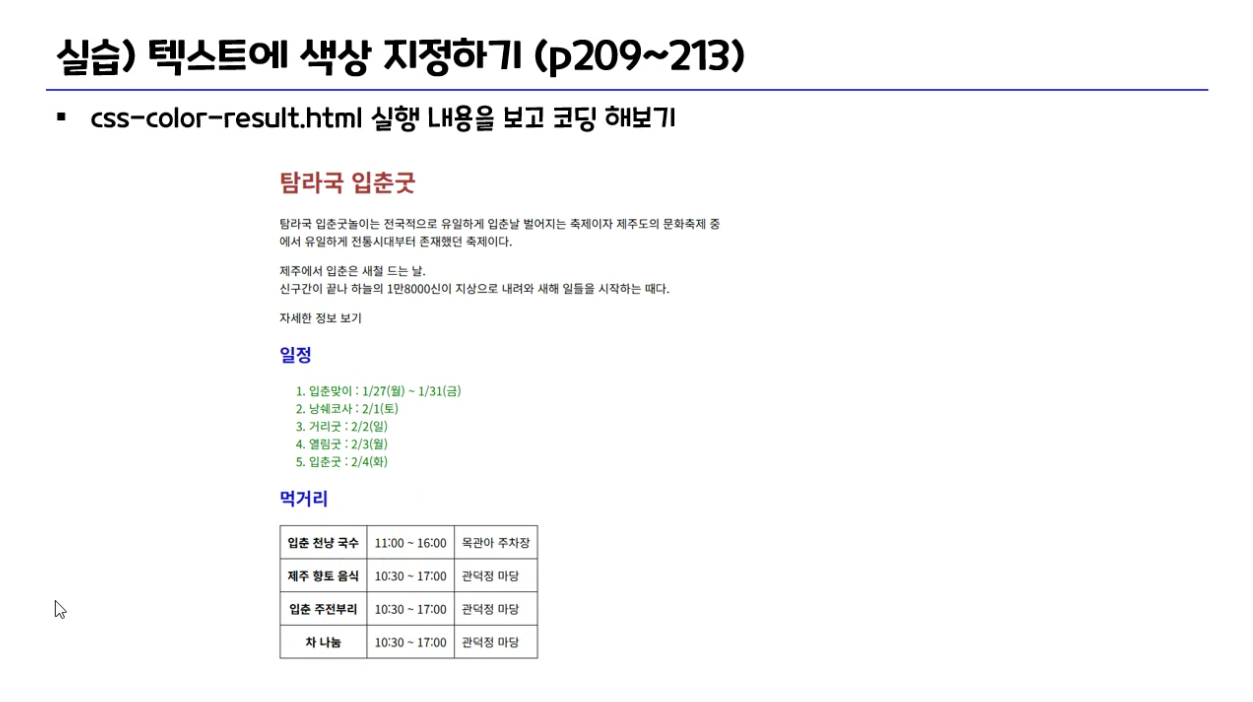 실습) 텍스트에 색상 지정하기 (p209~213)
▪ css-color-result.html 실행 내용을 보고 코딩 해보기
탐라국 입춘굿
탐라국 입춘굿놀이는 전국적으로 유일하게 입춘날 벌어지는 축제이자 제주도의 문화축제 중
에서 유일하게 전통시대부터 존재했던 축제이다.
제주에서 입춘은 새철 드는 날.
신구간이 끝나 하늘의 1만8000신이 지상으로 내려와 새해 일들을 시작하는 때다.
자세한 정보 보기
일정
1. 입춘맞이 : 1/27(월) ~ 1/31(금)
2. 낭쉐코사 : 2/1(토)
3. 거리굿 : 2/2(일)
4. 열림굿 : 2/3(월)
5. 입춘굿 : 2/4(화)
먹거리
입춘 천냥 국수 11:00 ~ 16:00 목관아 주차장
제주 향토 음식 10:30 ~ 17:00 관덕정 마당
입춘 주전부리 10:30 ~ 17:00 관덕정 마당
차 나눔 10:30 ~ 17:00 관덕정 마당